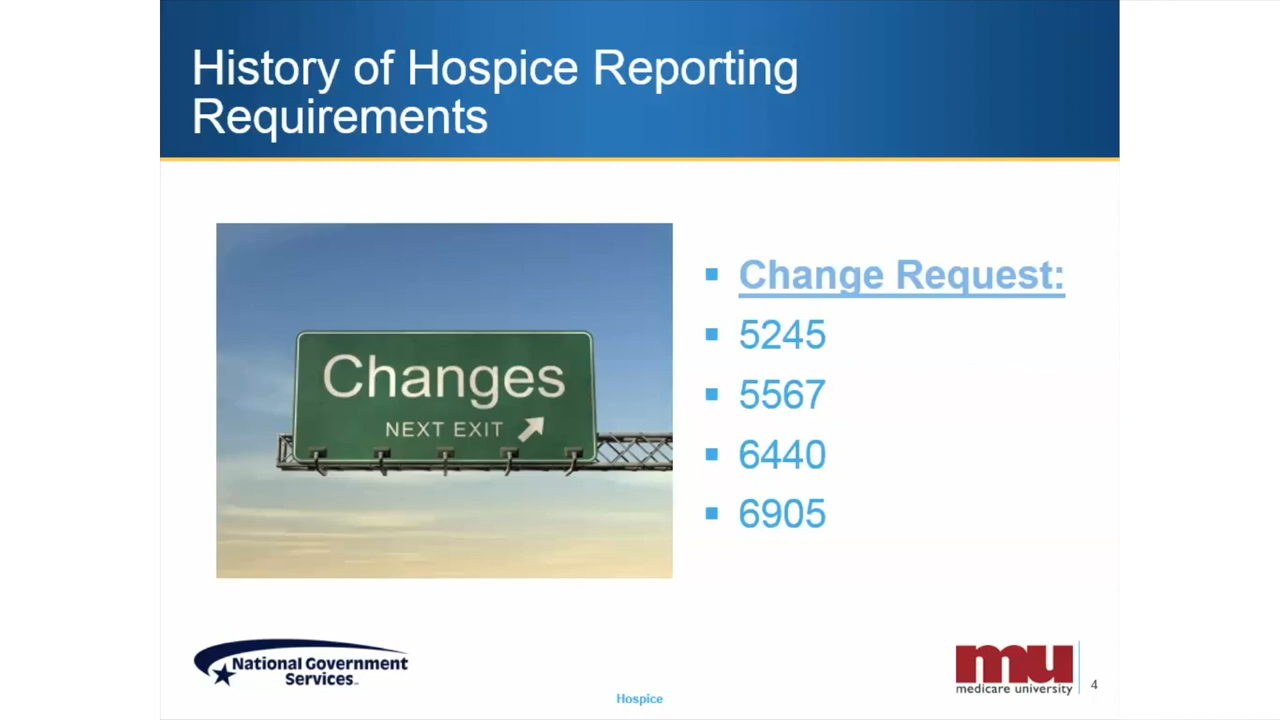 History of Hospice Reporting
Requirements
Changes
NEXT EXIT
Change Request:
5245
5567
6440
6905
National Government
Services
mu
medicare university
Hospice
4